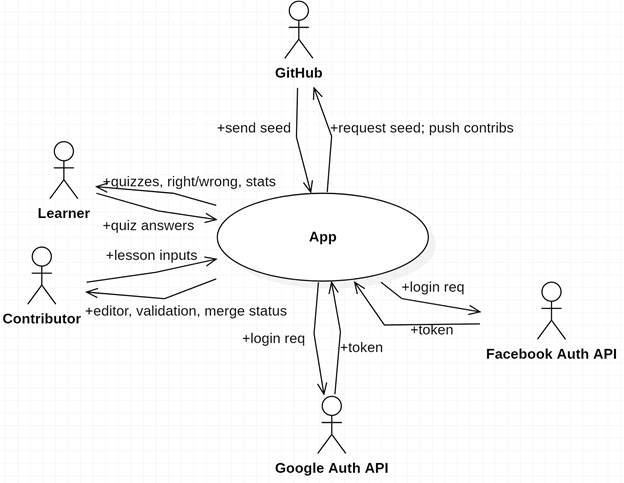 GitHub
+send seed
+request seed; push contribs
+quizzes, right/wrong, stats
Learner
+quiz answers
App
+lesson inputs
+editor, validation, merge status
Contributor
+login req
+token
Facebook Auth API
+login req
+token
Google Auth API